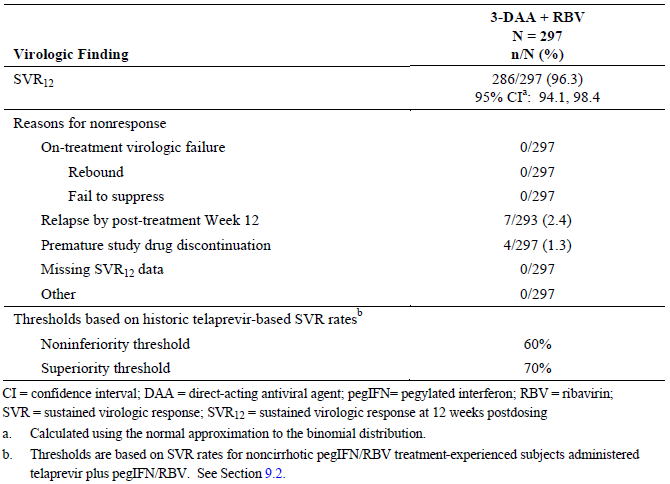 3-DAA + RBV
N = 297
Virologic Finding n/N (%)
SVR12 286/297 (96.3)
95% CIa: 94.1, 98.4
Reasons for nonresponse
On-treatment virologic failure 0/297
Rebound 0/297
Fail to suppress 0/297
Relapse by post-treatment Week 12 7/293 (2.4)
Premature study drug discontinuation 4/297 (1.3)
Missing SVR12 data 0/297
Other 0/297
Thresholds based on historic telaprevir-based SVR ratesb
Noninferiority threshold 60%
Superiority threshold 70%
CI = confidence interval; DAA = direct-acting antiviral agent; pegIFN= pegylated interferon; RBV = ribavirin;
SVR = sustained virologic response; SVR12 = sustained virologic response at 12 weeks postdosing
a. Calculated using the normal approximation to the binomial distribution.
b. Thresholds are based on SVR rates for noncirrhotic pegIFN/RBV treatment-experienced subjects administered
telaprevir plus pegIFN/RBV. See Section 9.2.